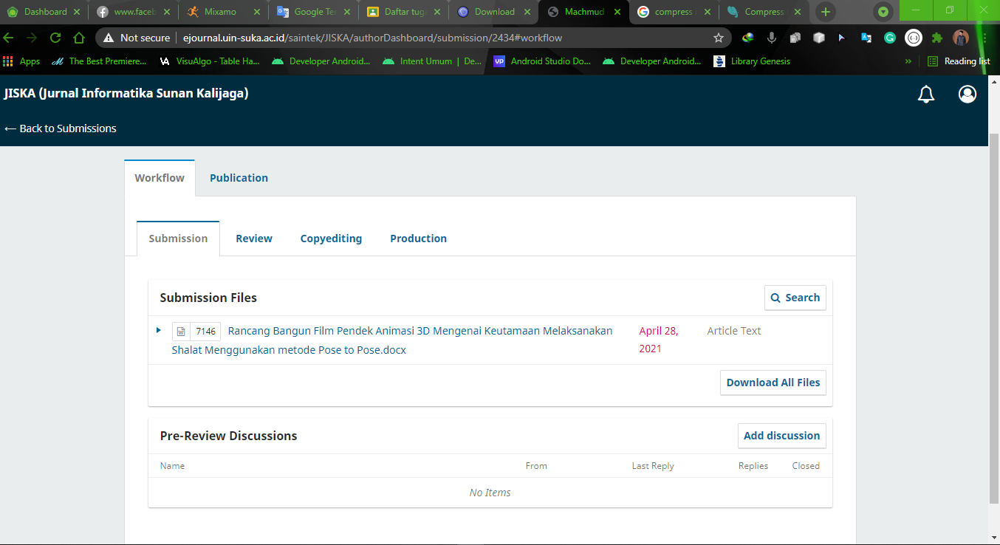 Dashboard www.faceb Mixamo Google Te Daftar tug Download Machmud compress Compress
Not secure ejournal.uin-suka.ac.id/saintek/JISKA/authorDashboard/submission/2434#workflow
Apps The Best Premiere... VisuAlgo - Table Ha... Developer Android... Intent Umum | De... Android Studio Do... Developer Android... Library Genesis » Reading list
JISKA (Jurnal Informatika Sunan Kalijaga)
← Back to Submissions
Workflow Publication
Submission Review Copyediting Production
Submission Files Search
7146 Rancang Bangun Film Pendek Animasi 3D Mengenai Keutamaan Melaksanakan April 28, Article Text
Shalat Menggunakan metode Pose to Pose.docx 2021
Download All Files
Pre-Review Discussions Add discussion
Name From Last Reply Replies Closed
No Items